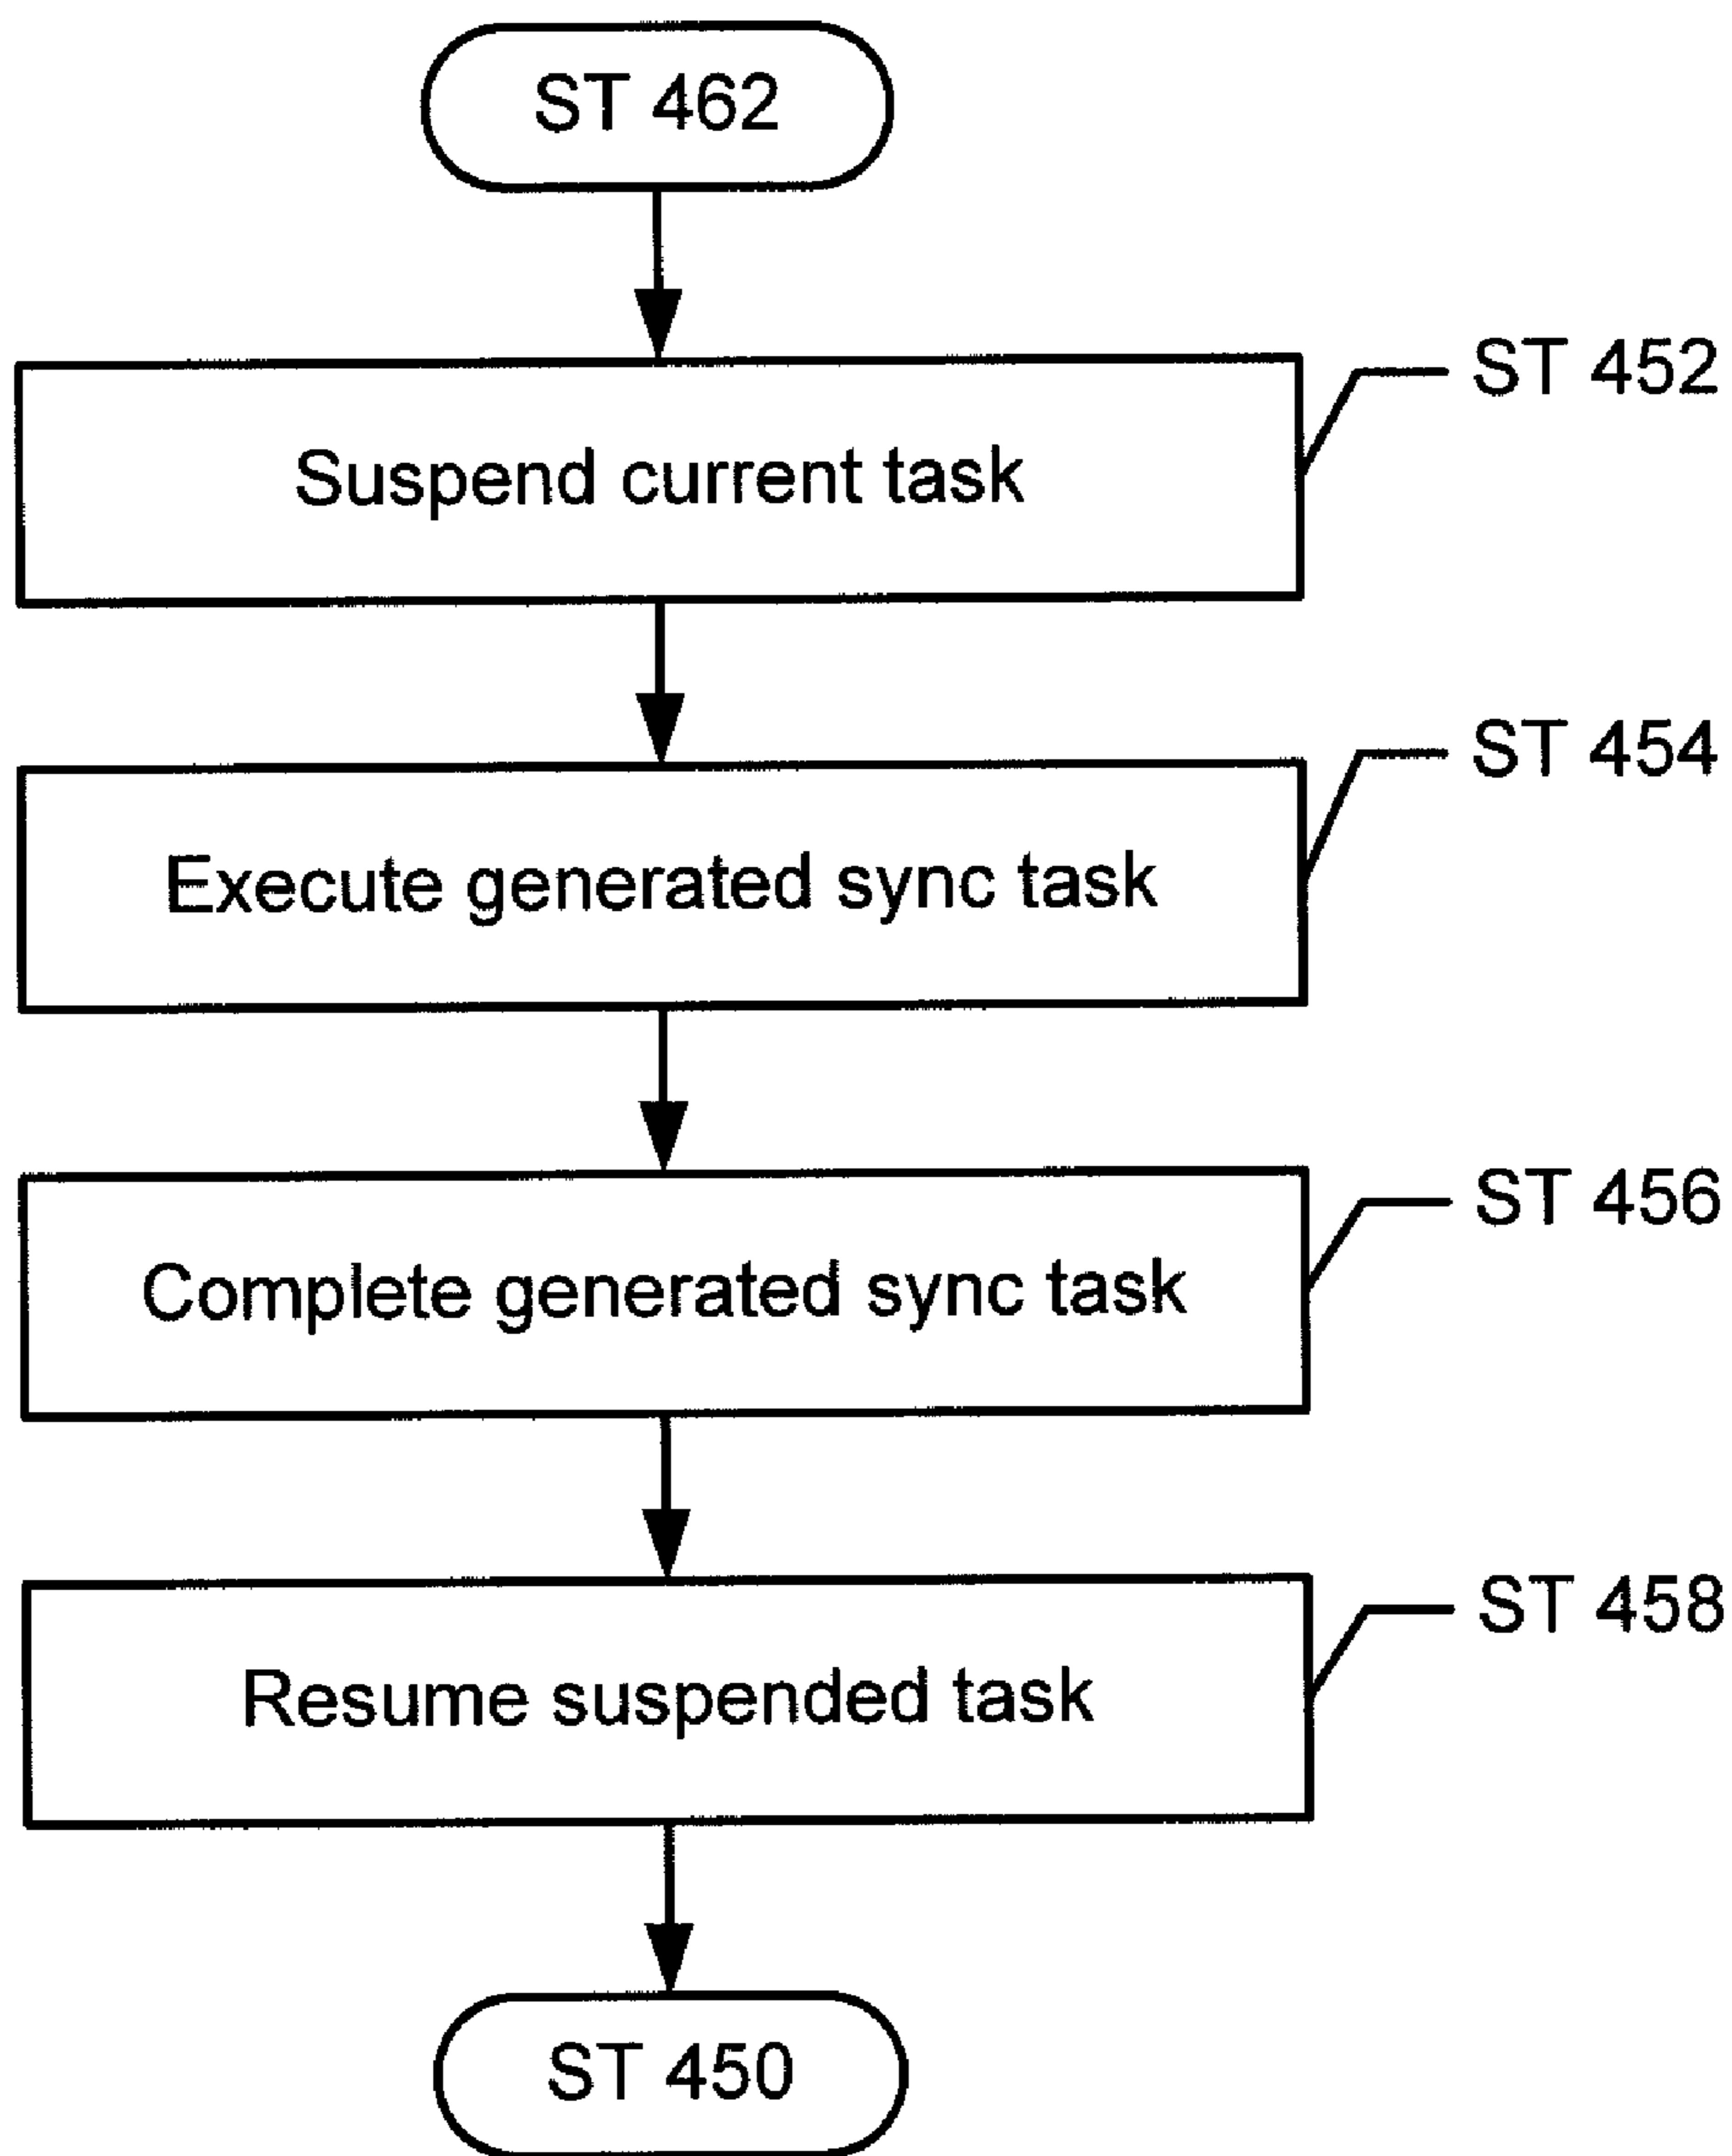 ST 462
Suspend current task
ST 452
Execute generated sync task
ST 454
Complete generated sync task
ST 456
Resume suspended task
ST 458
ST 450